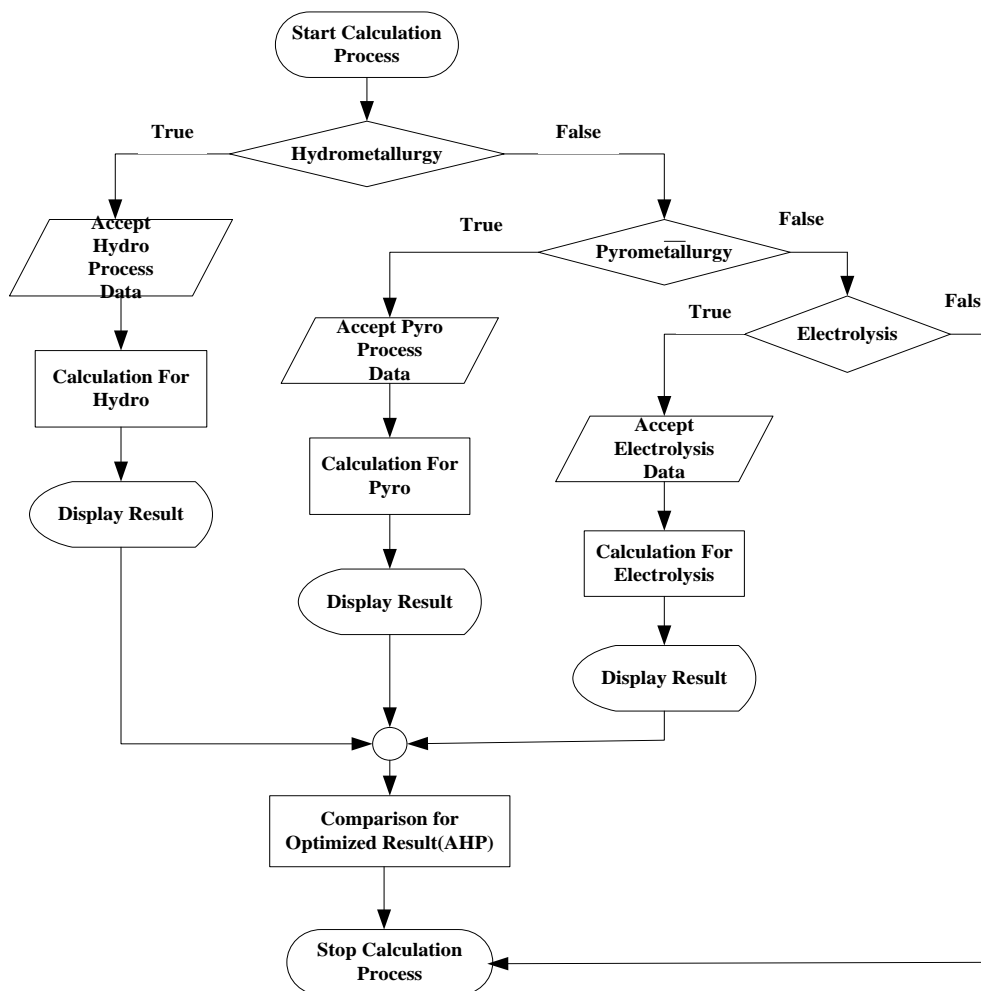 Start Calculation
Process
True
False
Hydrometallurgy
Accept
Hydro
Process
Data
True
False
Pyrometallurgy
Accept Pyro
Process
Data
True
Fals
Electrolysis
Calculation For
Hydro
Accept
Electrolysis
Data
Calculation For
Pyro
Display Result
Calculation For
Electrolysis
Display Result
Display Result
Comparison for
Optimized Result(AHP)
Stop Calculation
Process